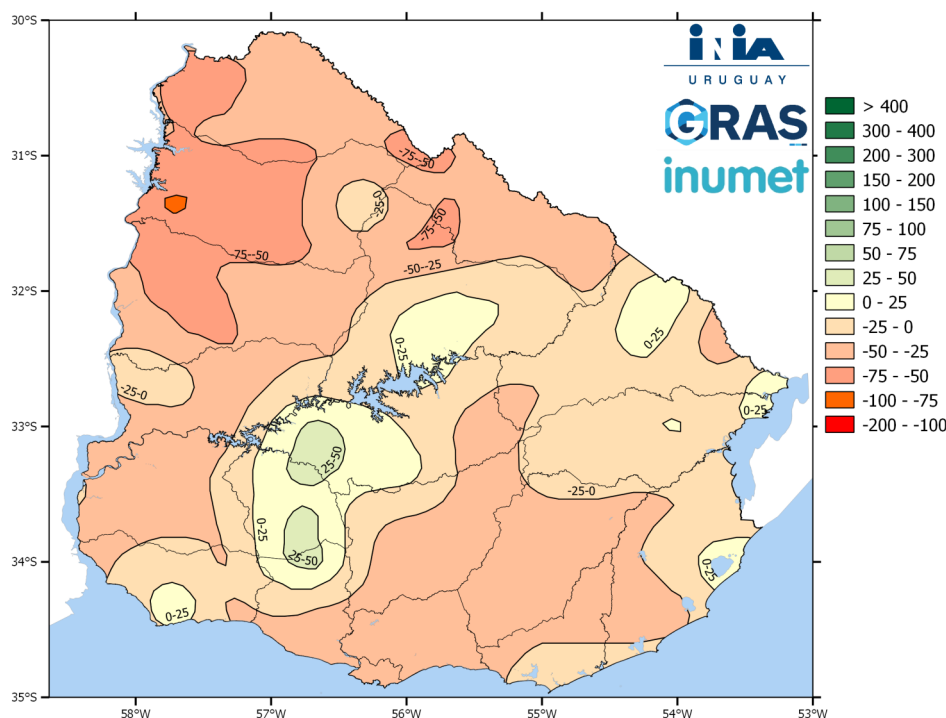 30°S
31°S
32°S
33°S
34°S
35°S
58°W
57°W
56°W
55°W
54°W
53°W
INIA
URUGUAY
GRAS
inumet
> 400
300 - 400
200 - 300
150 - 200
100 - 150
75 - 100
50 - 75
25 - 50
0 - 25
-25 - 0
-50 - -25
-75 - -50
-100 - -75
-200 - -100
-75--50
-25-0
-75--50
-75--50
-50--25
0-25
0-25
-25-0
0-25
25-50
-25-0
0-25
25-50
0-25
0-25